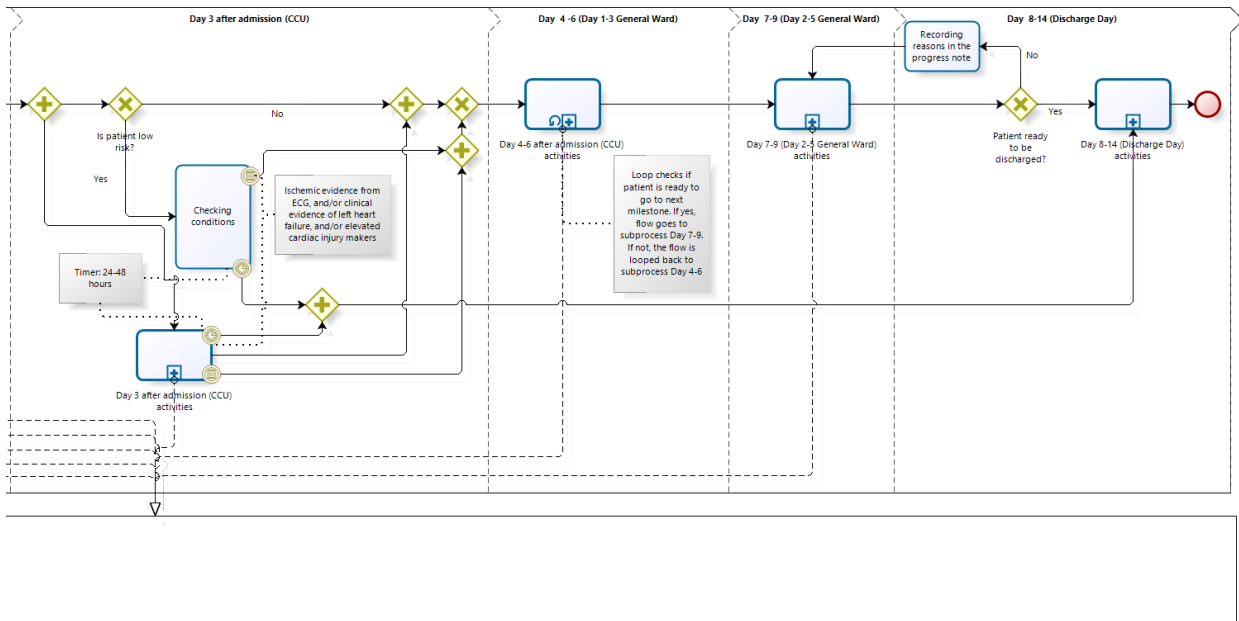 Day 3 after admission (CCU)
Day 4 -6 (Day 1-3 General Ward)
Day 7-9 (Day 2-5 General Ward)
Day 8-14 (Discharge Day)
Recording
reasons in the
progress note
No
No
Is patient low
risk?
Yes
Yes
Patient ready
to be
discharged?
Day 4-6 after admission (CCU)
activities
Day 7-9 (Day 2-5 General Ward)
activities
Day 8-14 (Discharge Day)
activities
Checking
conditions
Ischemic evidence from
ECG, and/or clinical
evidence of left heart
failure, and/or elevated
cardiac injury makers
Loop checks if
patient is ready to
go to next
milestone. If yes,
flow goes to
subprocess Day 7-9.
If not, the flow is
looped back to
subprocess Day 4-6
Timer: 24-48
hours
Day 3 after admission (CCU)
activities